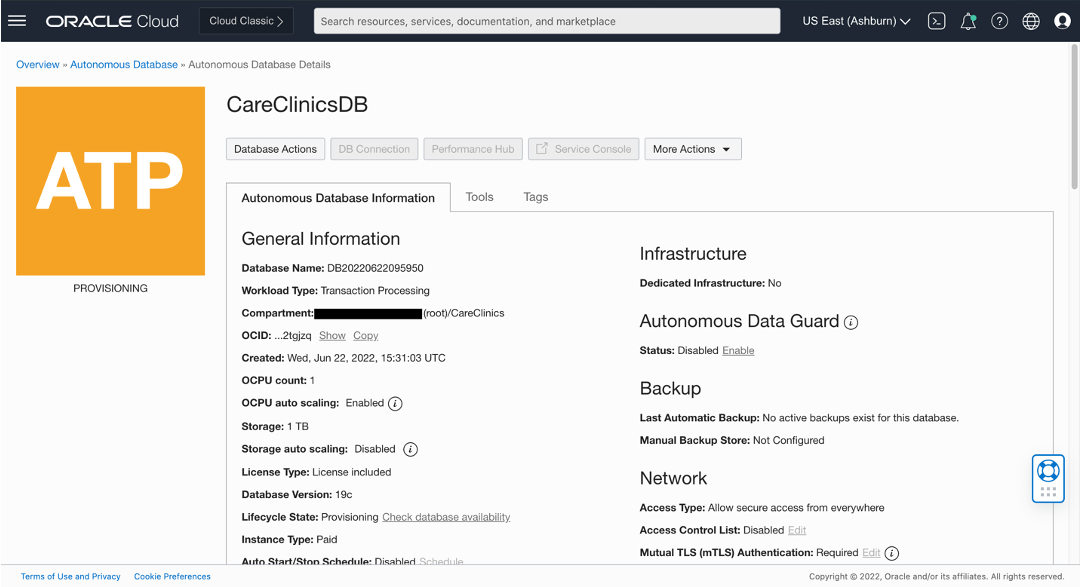 ORACLE Cloud
Cloud Classic >
Search resources, services, documentation, and marketplace
US East (Ashburn)
Overview » Autonomous Database » Autonomous Database Details
ATP
PROVISIONING
CareClinicsDB
Database Actions
DB Connection
Performance Hub
Service Console
More Actions
Autonomous Database Information
Tools
Tags
General Information
Database Name: DB20220622095950
Workload Type: Transaction Processing
Compartment: (root)/CareClinics
OCID: ...2tgjzq Show Copy
Created: Wed, Jun 22, 2022, 15:31:03 UTC
OCPU count: 1
OCPU auto scaling: Enabled
Storage: 1 TB
Storage auto scaling: Disabled
License Type: License included
Database Version: 19c
Lifecycle State: Provisioning Check database availability
Instance Type: Paid
Auto Start/Stop Schedule: Disabled Schedule
Infrastructure
Dedicated Infrastructure: No
Autonomous Data Guard
Status: Disabled Enable
Backup
Last Automatic Backup: No active backups exist for this database.
Manual Backup Store: Not Configured
Network
Access Type: Allow secure access from everywhere
Access Control List: Disabled Edit
Mutual TLS (mTLS) Authentication: Required Edit
Terms of Use and Privacy
Cookie Preferences
Copyright © 2022, Oracle and/or its affiliates. All rights reserved.